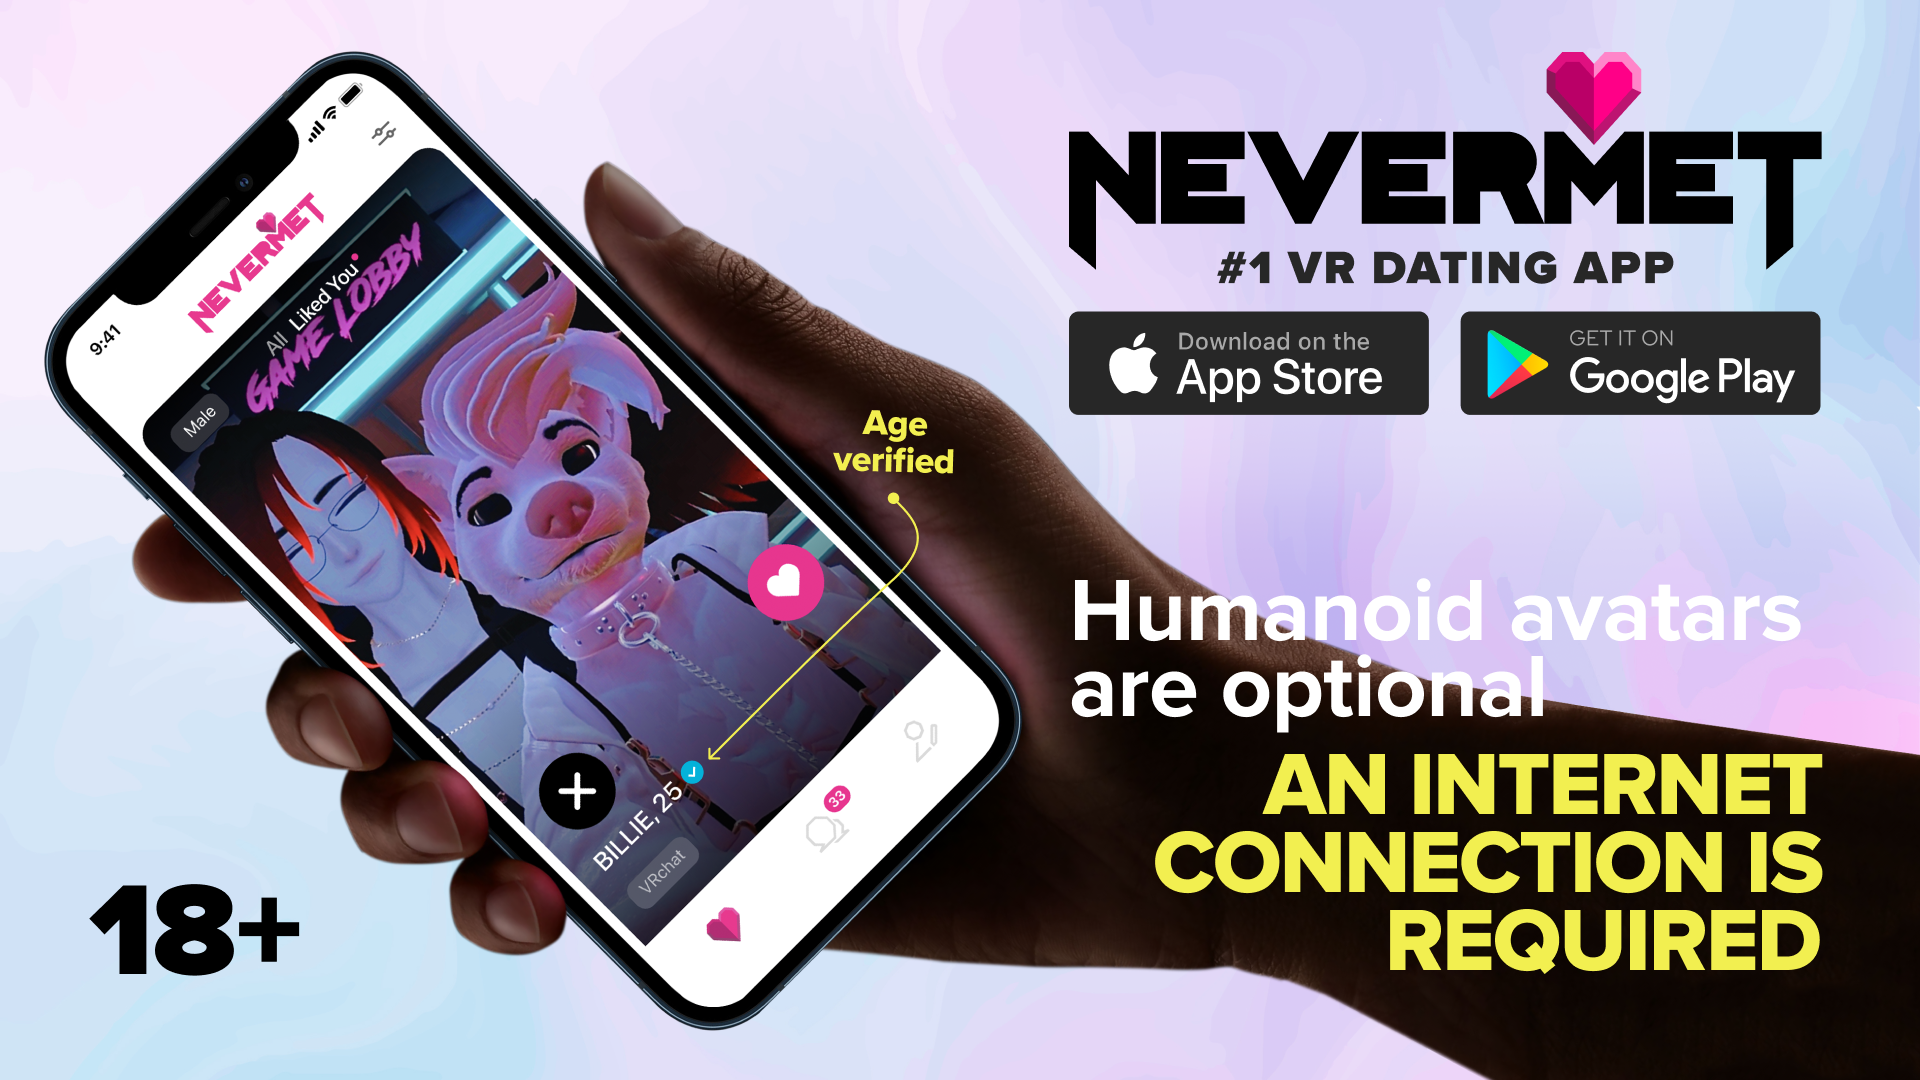 9:41
NEVERMET
All Liked You
GAME LOBBY
Male
BILLIE, 25
VRchat
33
Age
verified
18+
NEVERMET
#1 VR DATING APP
Download on the
App Store
GET IT ON
Google Play
Humanoid avatars
are optional
AN INTERNET
CONNECTION IS
REQUIRED